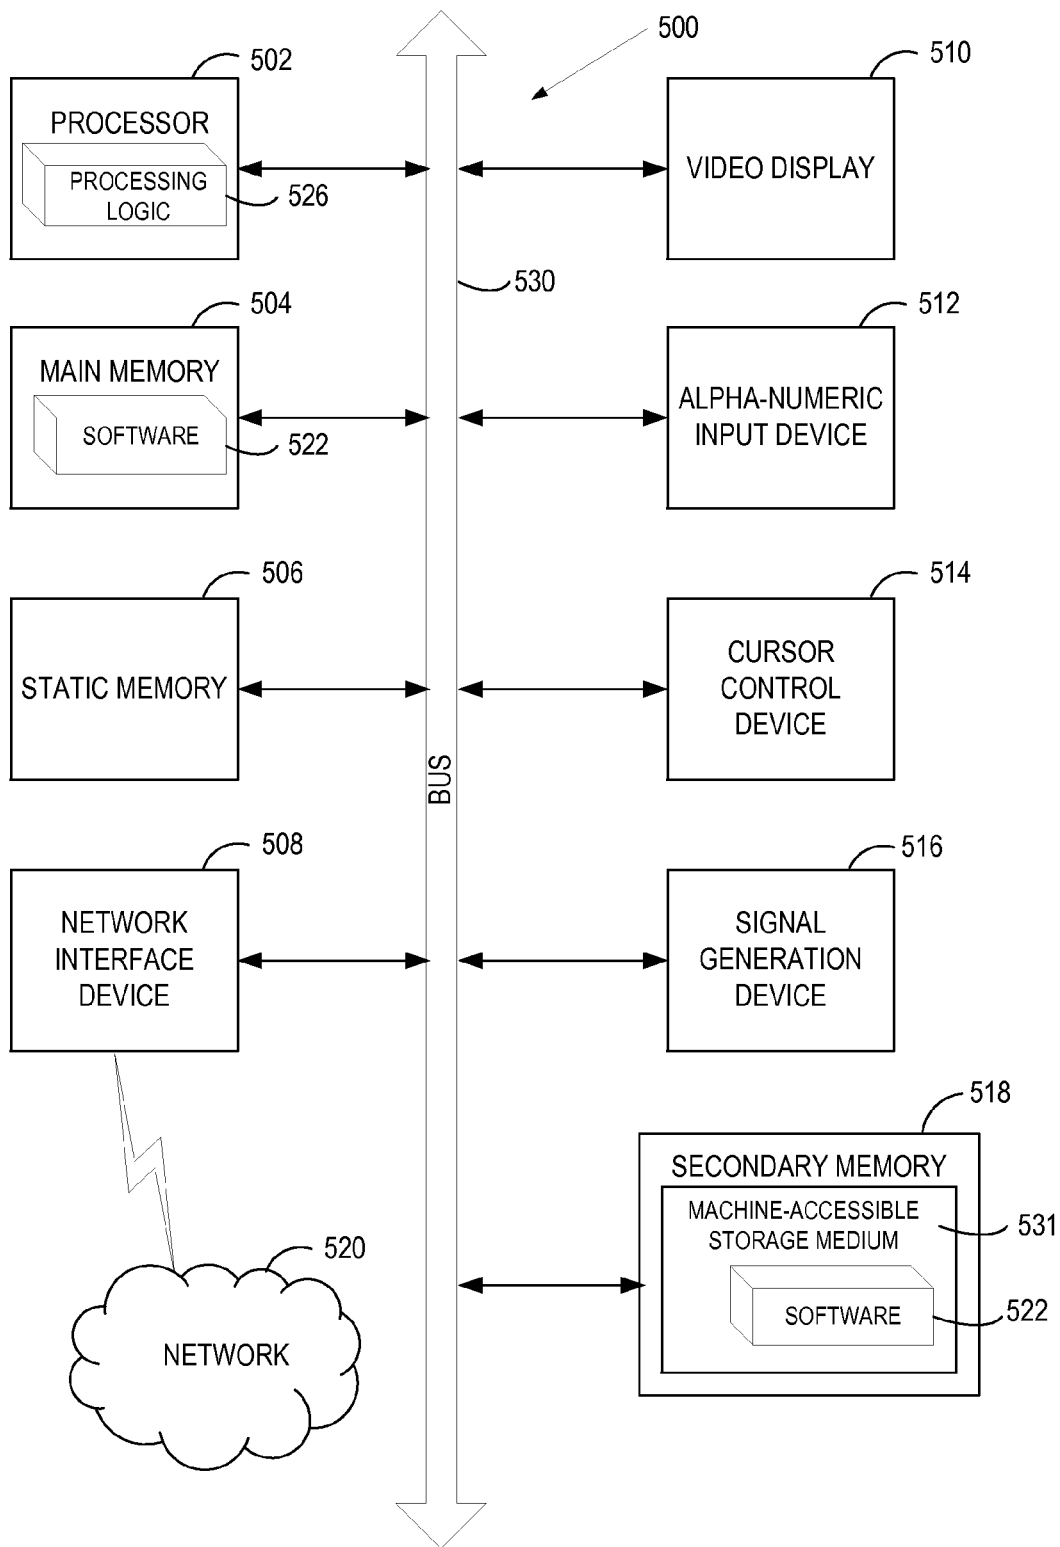 500
502
PROCESSOR
PROCESSING
LOGIC
526
510
VIDEO DISPLAY
530
504
MAIN MEMORY
SOFTWARE
522
512
ALPHA-NUMERIC
INPUT DEVICE
506
STATIC MEMORY
514
CURSOR
CONTROL
DEVICE
BUS
508
NETWORK
INTERFACE
DEVICE
516
SIGNAL
GENERATION
DEVICE
518
SECONDARY MEMORY
MACHINE-ACCESSIBLE
STORAGE MEDIUM
531
SOFTWARE
522
520
NETWORK